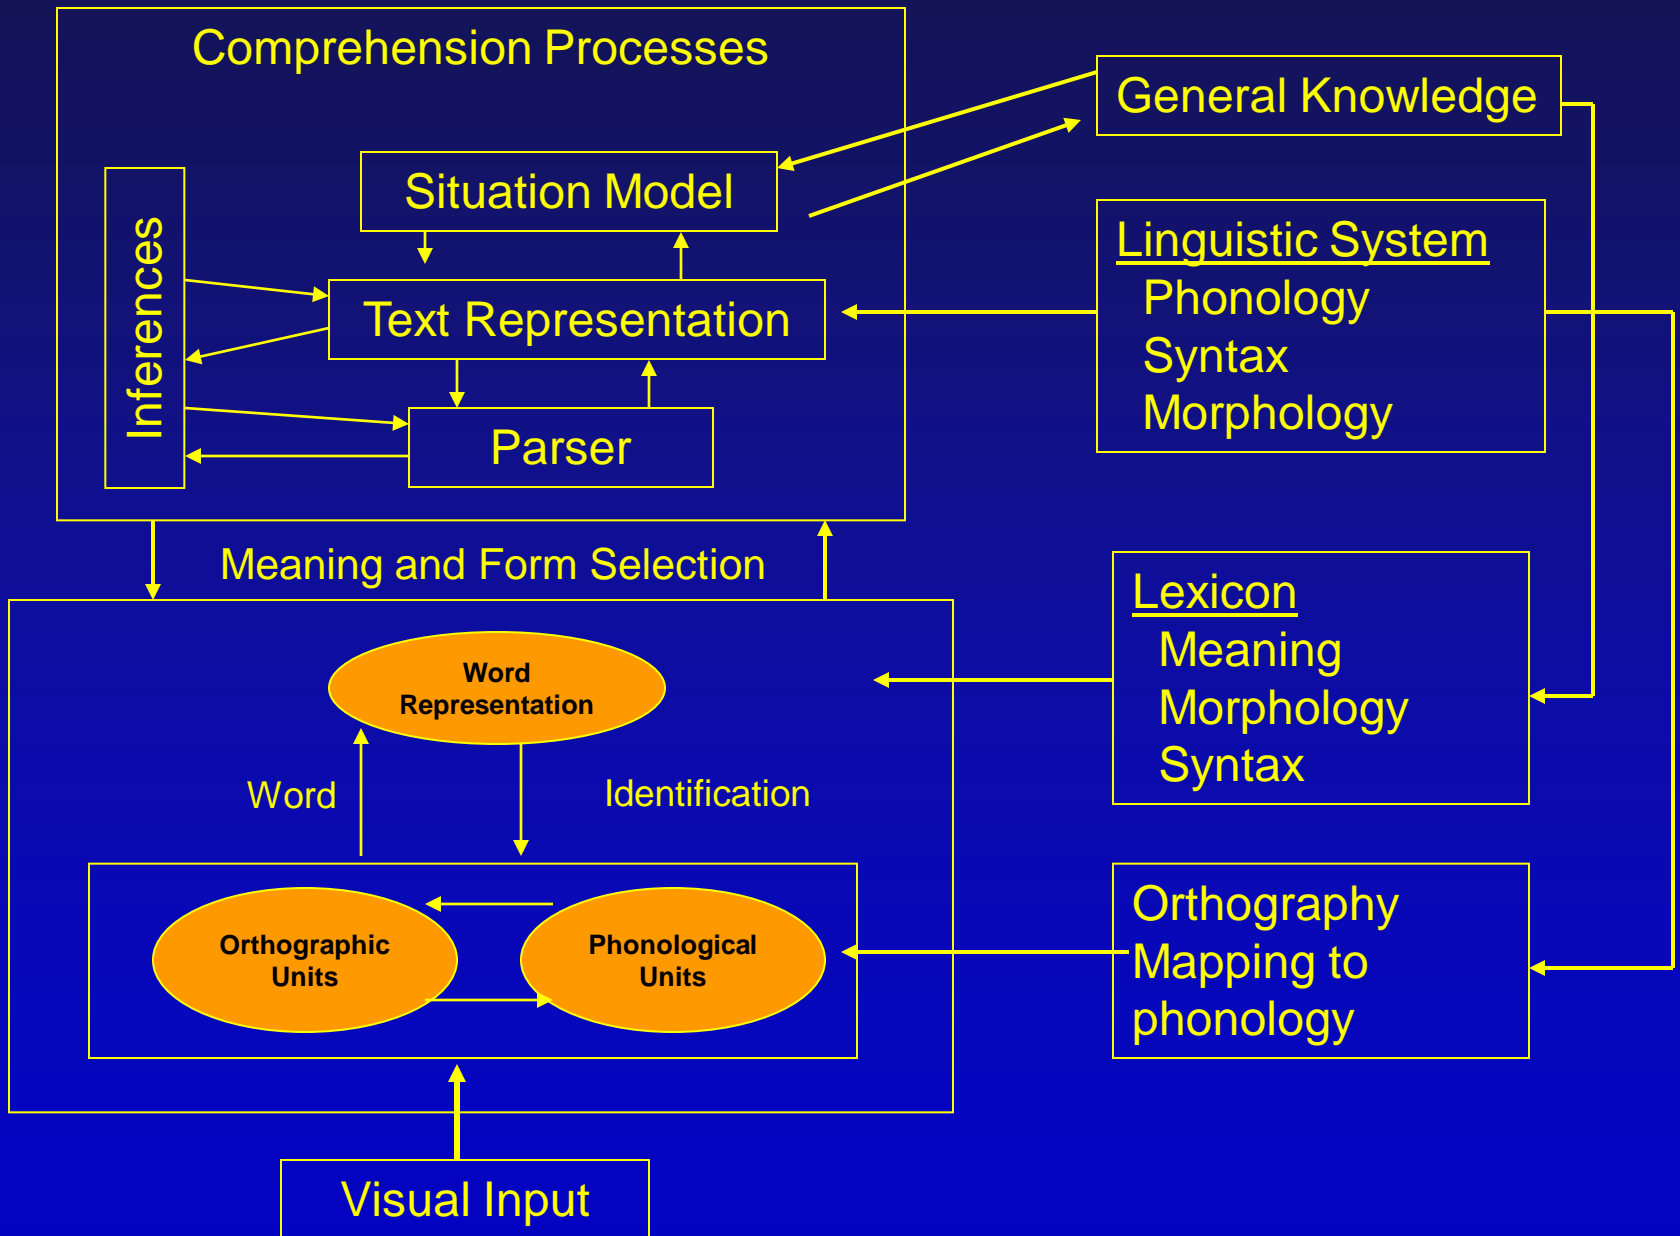 Comprehension Processes
General Knowledge
Situation Model
Inferences
Text Representation
Parser
Linguistic System
Phonology
Syntax
Morphology
Meaning and Form Selection
Lexicon
Meaning
Morphology
Syntax
Word
Representation
Word
Identification
Orthographic
Units
Phonological
Units
Orthography
Mapping to
phonology
Visual Input